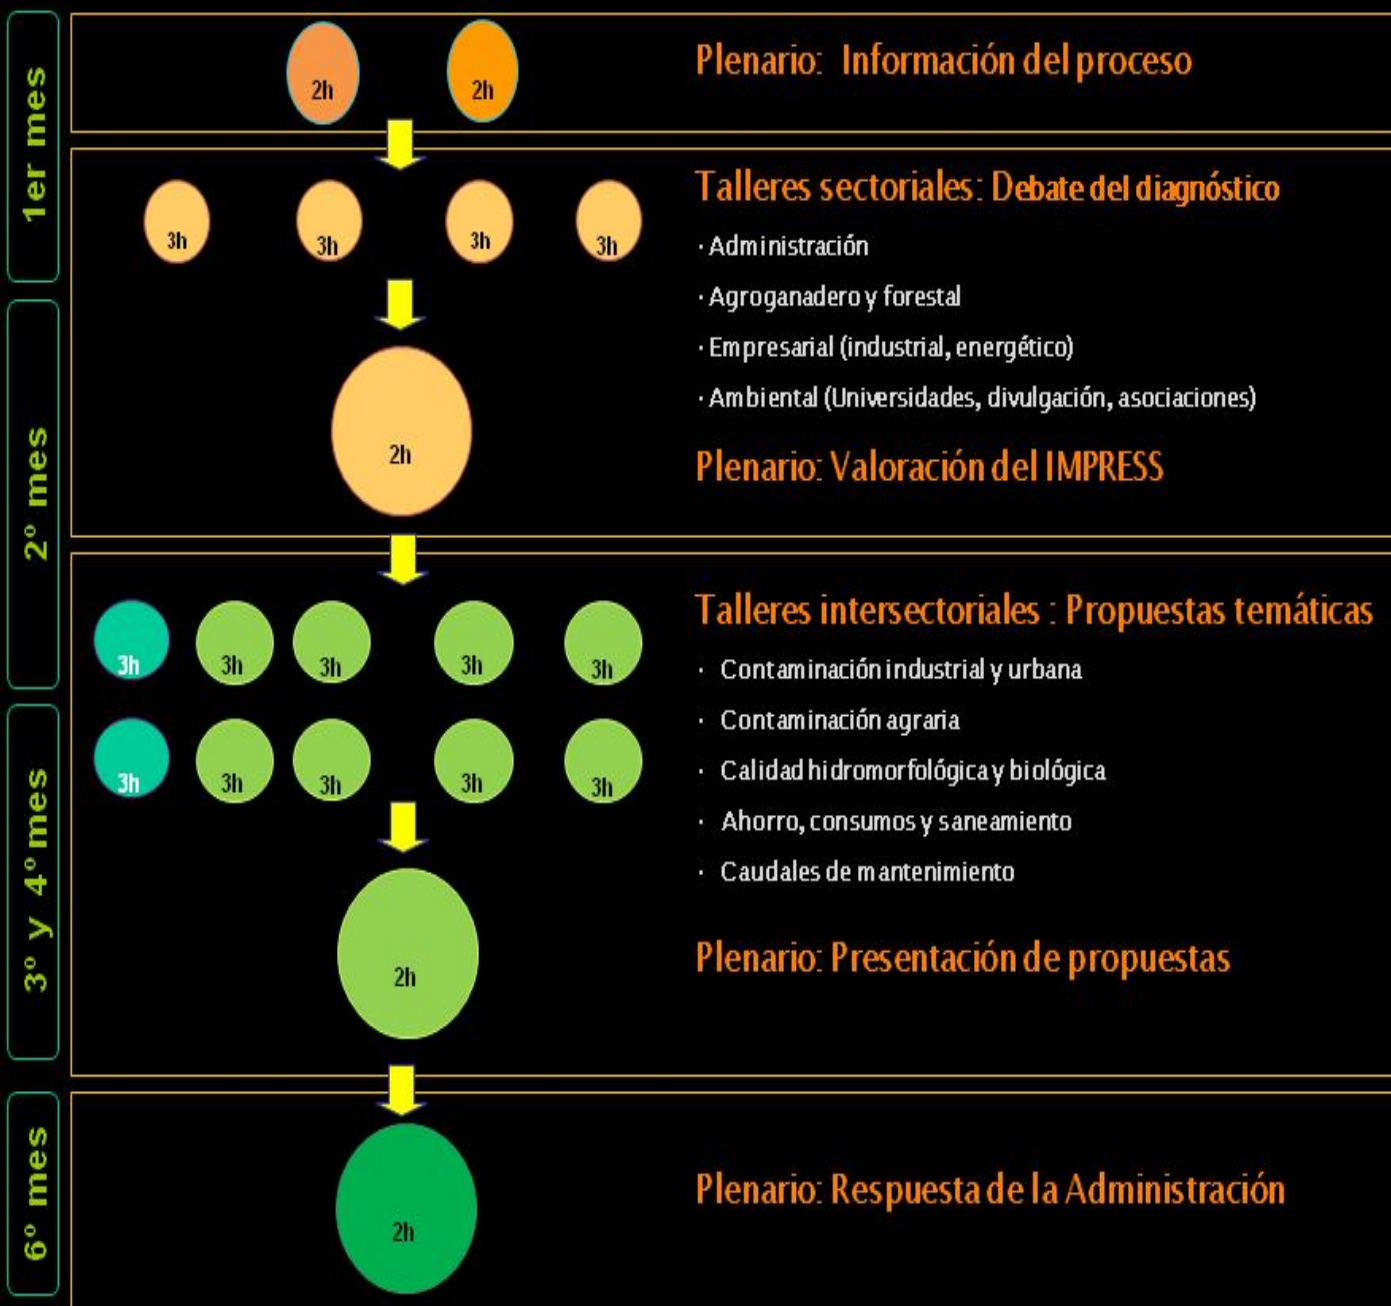 1er mes
2h
2h
Plenario: Información del proceso
Talleres sectoriales: Debate del diagnóstico
3h
3h
3h
3h
· Administración
· Agroganadero y forestal
· Empresarial (industrial, energético)
· Ambiental (Universidades, divulgación, asociaciones)
2º mes
2h
Plenario: Valoración del IMPRESS
Talleres intersectoriales : Propuestas temáticas
3h
3h
3h
3h
3h
· Contaminación industrial y urbana
· Contaminación agraria
3º y 4º mes
3h
3h
3h
3h
3h
· Calidad hidromorfológica y biológica
· Ahorro, consumos y saneamiento
· Caudales de mantenimiento
2h
Plenario: Presentación de propuestas
6º mes
2h
Plenario: Respuesta de la Administración